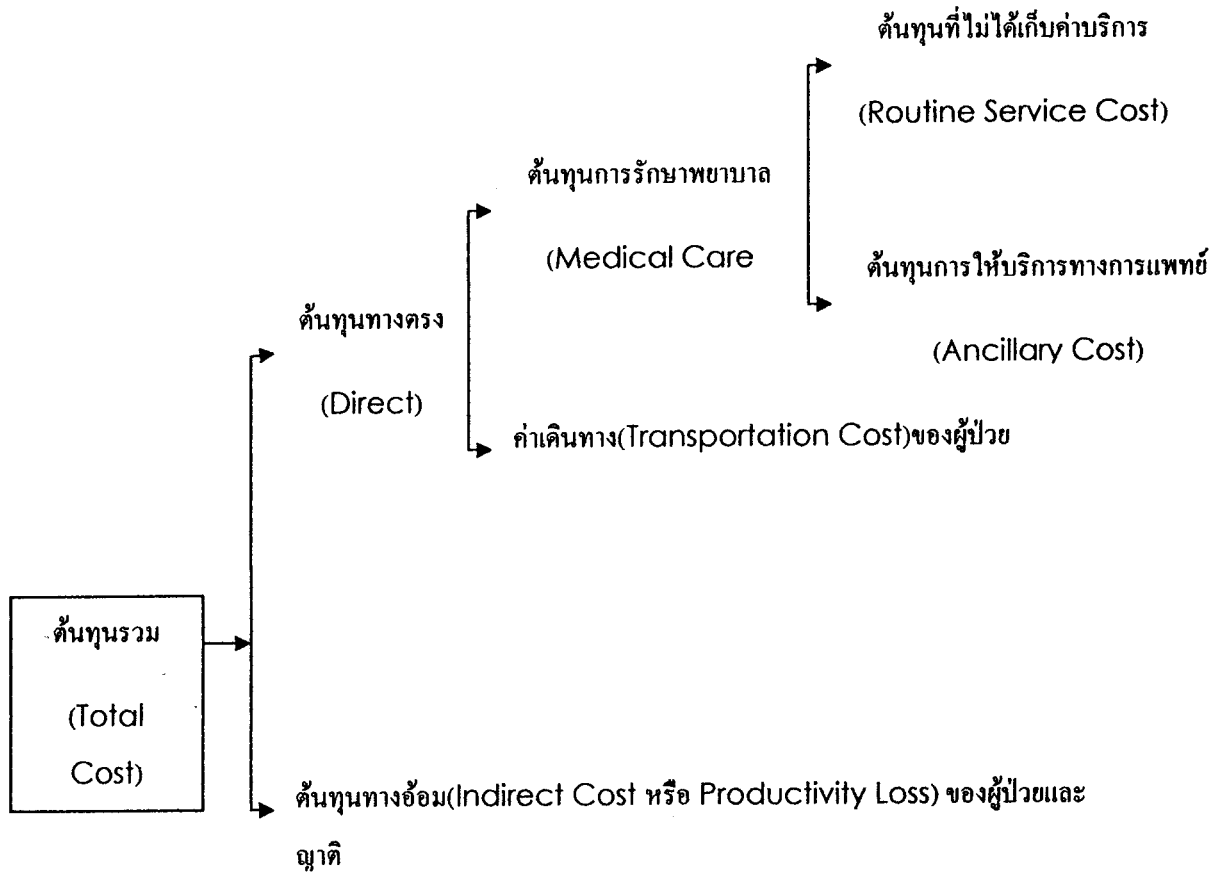 ต้นทุนที่ไม่ได้เก็บค่าบริการ
(Routine Service Cost)
ต้นทุนการรักษาพยาบาล
(Medical Care
ต้นทุนการให้บริการทางการแพทย์
(Ancillary Cost)
ต้นทุนทางตรง
(Direct)
ค่าเดินทาง(Transportation Cost)ของผู้ป่วย
ต้นทุนรวม
(Total
Cost)
ต้นทุนทางอ้อม(Indirect Cost หรือ Productivity Loss) ของผู้ป่วยและ
ญาติ